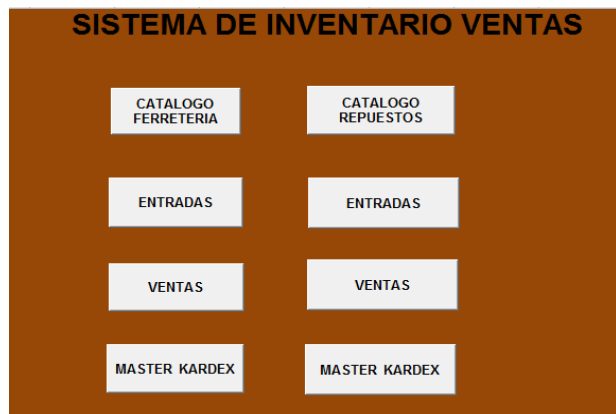 SISTEMA DE INVENTARIO VENTAS
CATALOGO
FERRETERIA
CATALOGO
REPUESTOS
ENTRADAS
ENTRADAS
VENTAS
VENTAS
MASTER KARDEX
MASTER KARDEX